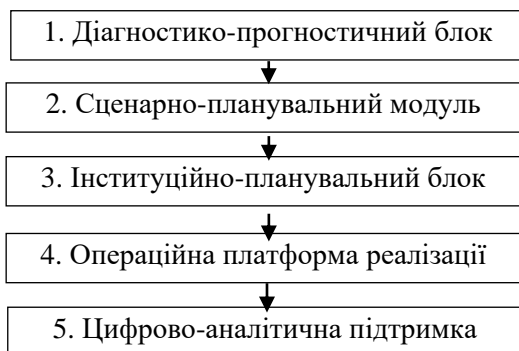 1. Діагностико-прогностичний блок
2. Сценарно-планувальний модуль
3. Інституційно-планувальний блок
4. Операційна платформа реалізації
5. Цифрово-аналітична підтримка